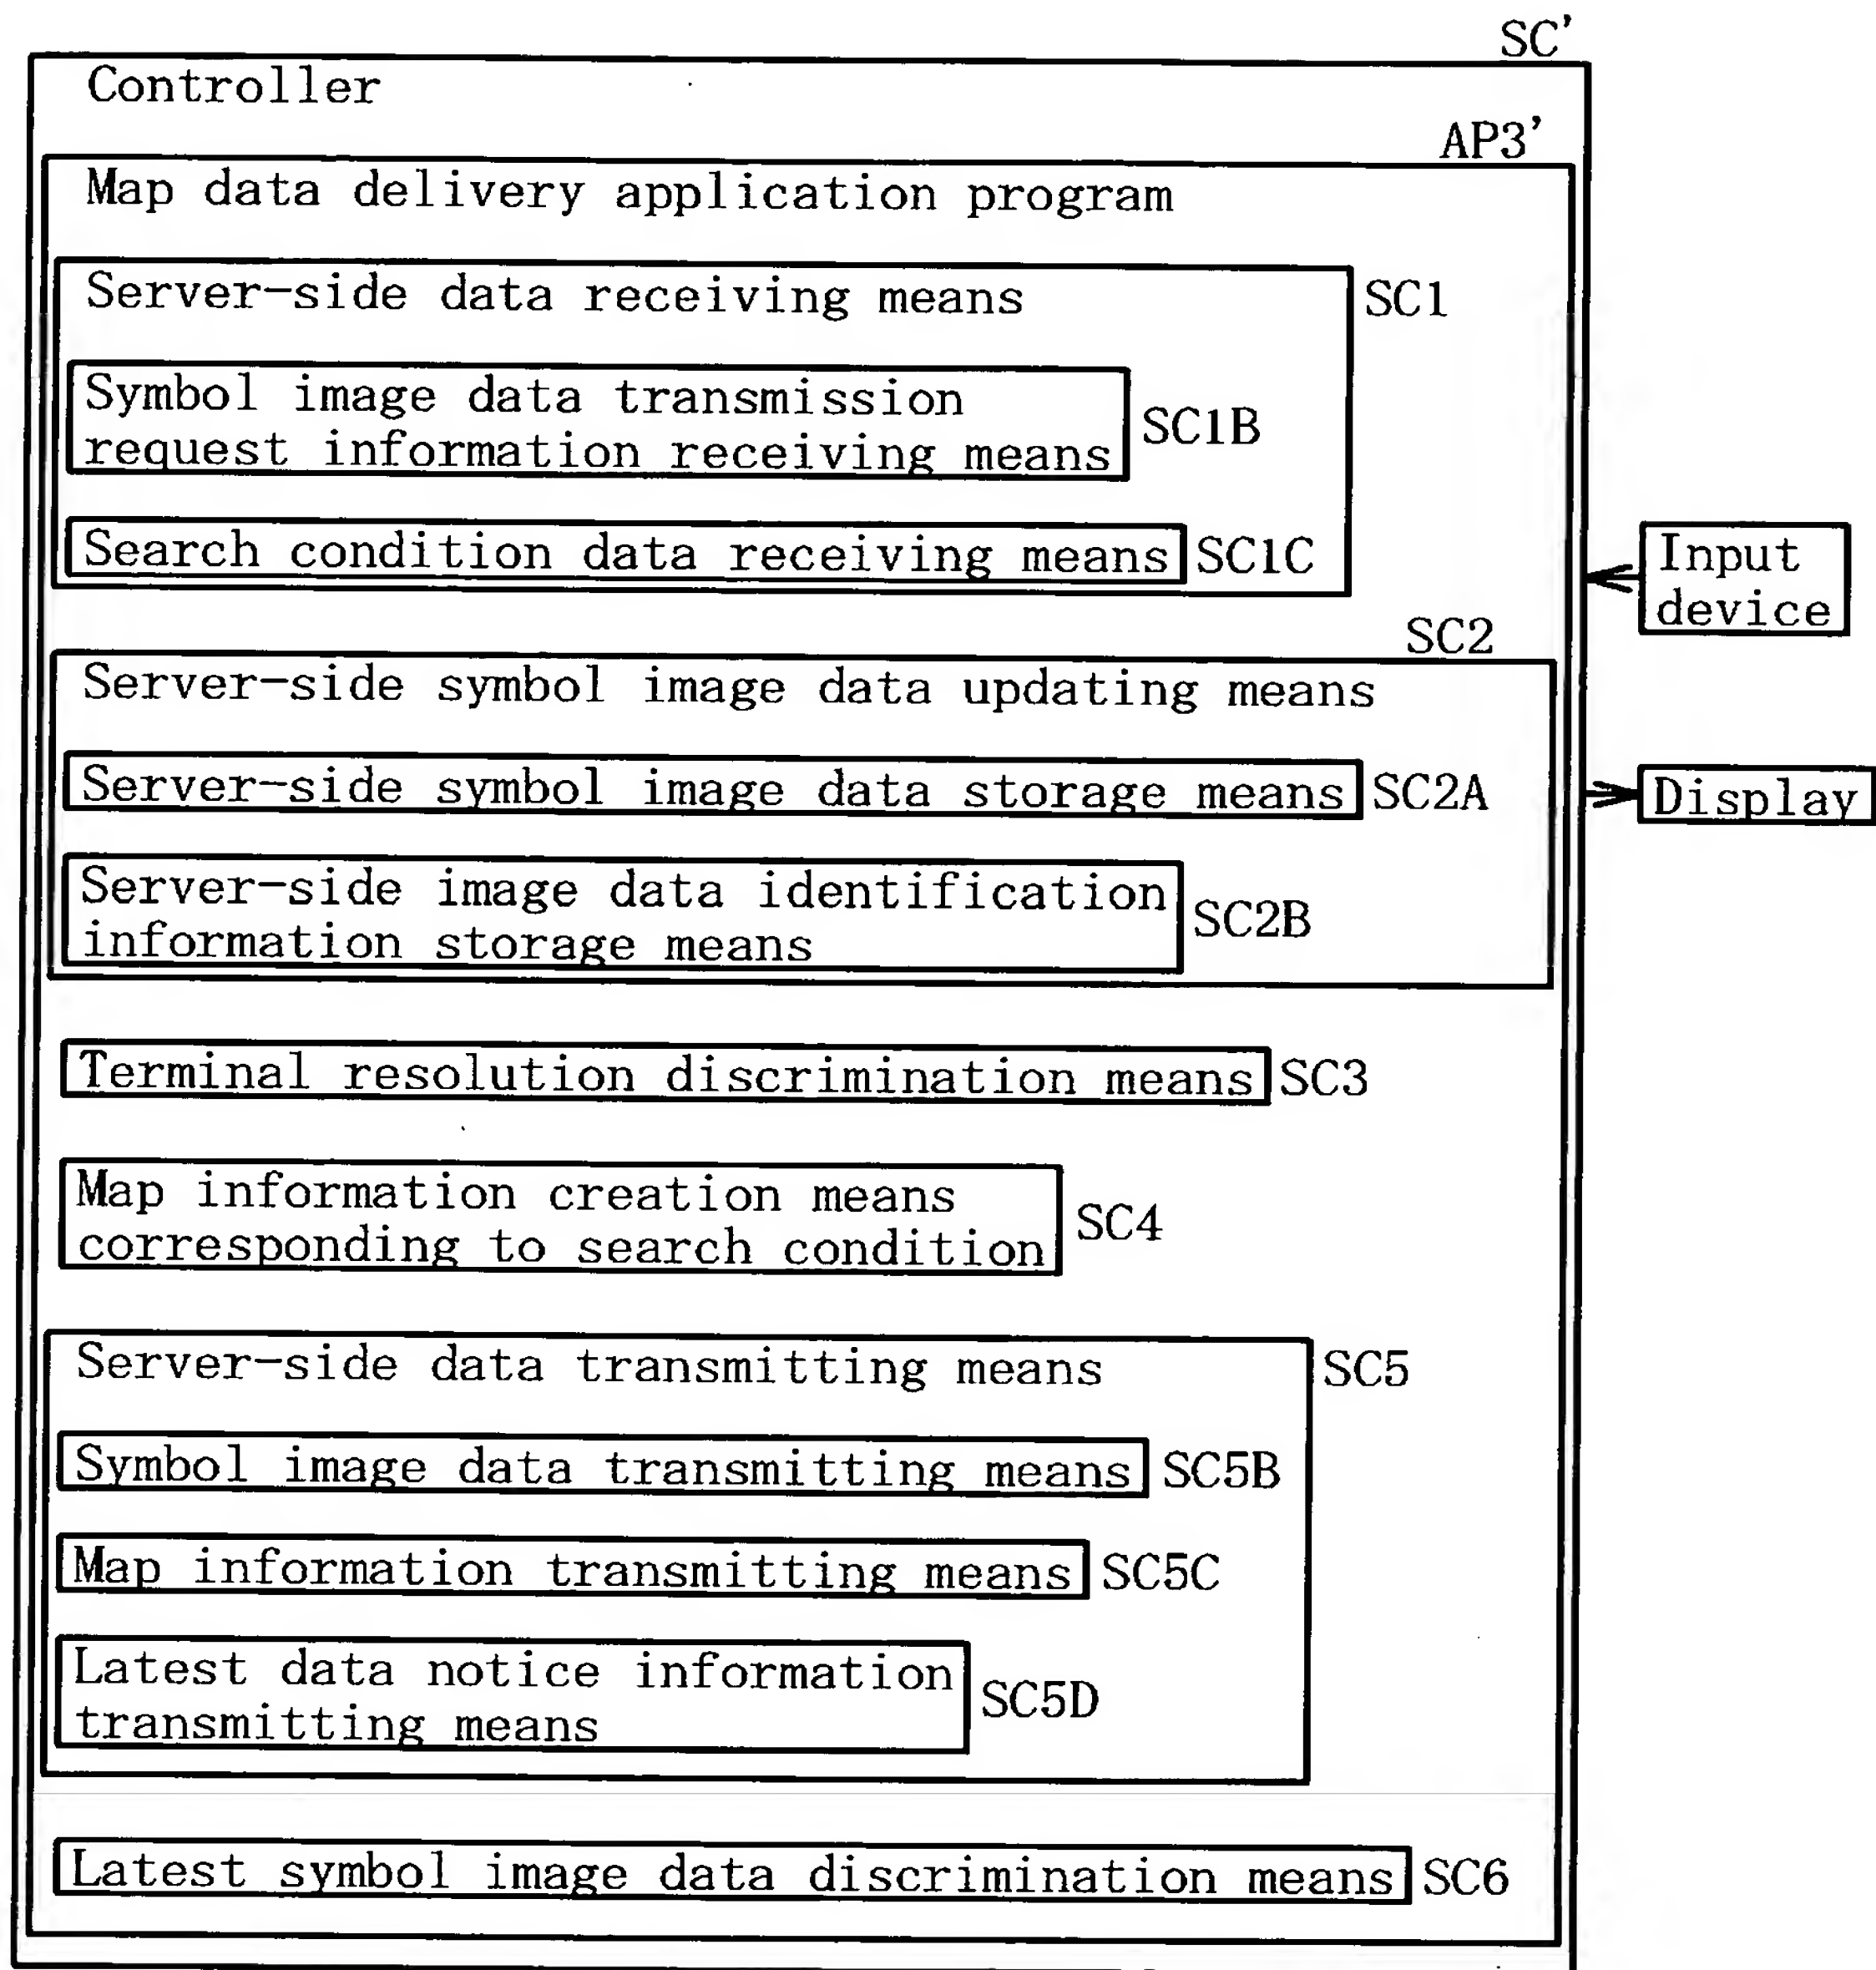 SC'
Controller
AP3'
Map data delivery application program
Server-side data receiving means
SC1
Symbol image data transmission
request information receiving means
SC1B
Search condition data receiving means
SC1C
Input
device
SC2
Server-side symbol image data updating means
Server-side symbol image data storage means
SC2A
Display
Server-side image data identification
information storage means
SC2B
Terminal resolution discrimination means
SC3
Map information creation means
corresponding to search condition
SC4
Server-side data transmitting means
SC5
Symbol image data transmitting means
SC5B
Map information transmitting means
SC5C
Latest data notice information
transmitting means
SC5D
Latest symbol image data discrimination means
SC6